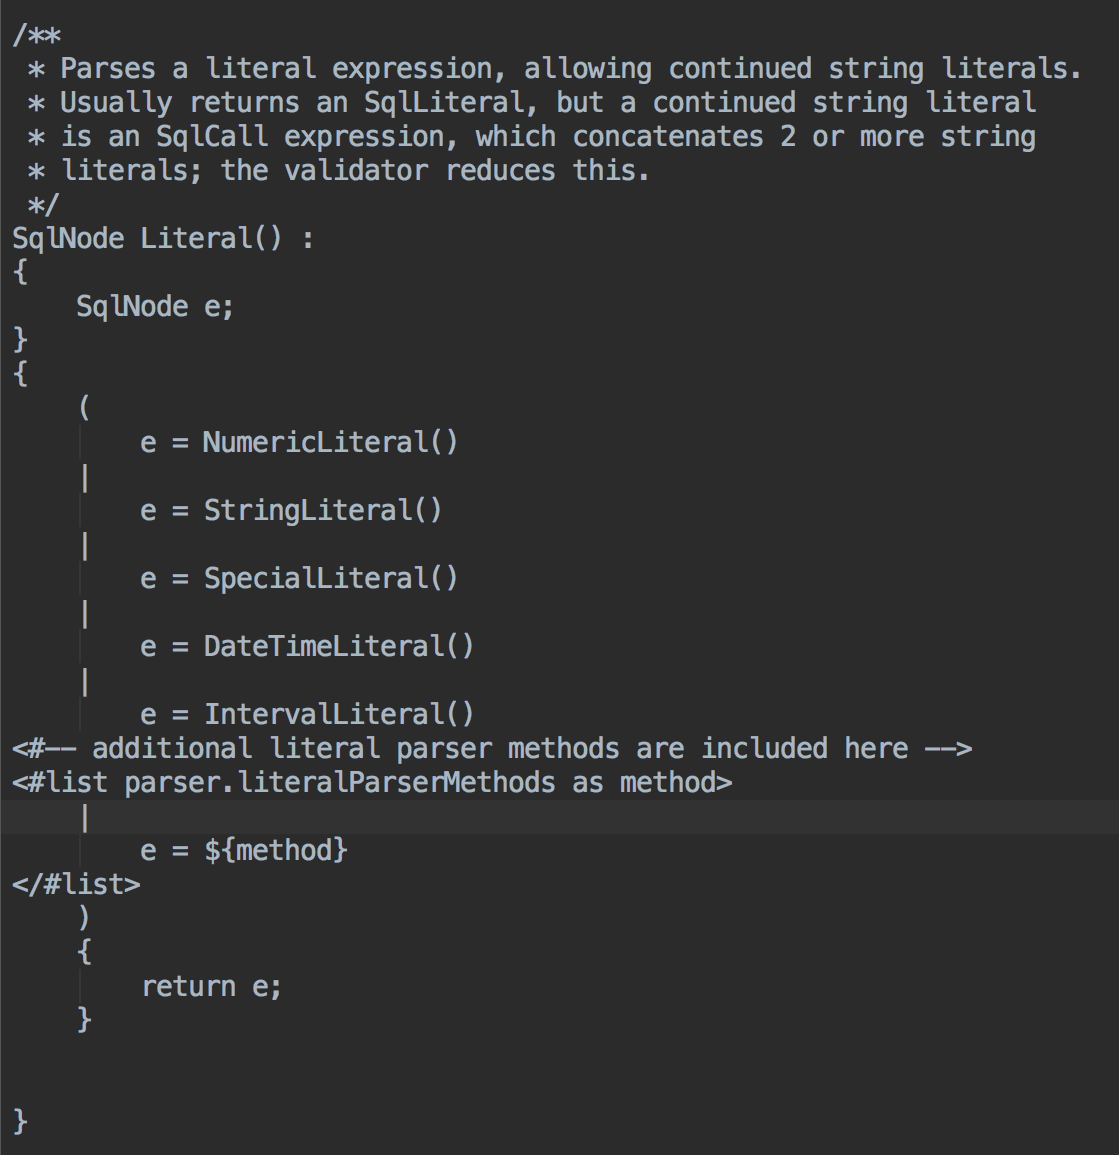 /**
 * Parses a literal expression, allowing continued string literals.
 * Usually returns an SqlLiteral, but a continued string literal
 * is an SqlCall expression, which concatenates 2 or more string
 * literals; the validator reduces this.
 */
SqlNode Literal() :
{
    SqlNode e;
}
{
    (
        e = NumericLiteral()
    |
        e = StringLiteral()
    |
        e = SpecialLiteral()
    |
        e = DateTimeLiteral()
    |
        e = IntervalLiteral()
<#-- additional literal parser methods are included here -->
<#list parser.literalParserMethods as method>
    |
        e = ${method}
</#list>
    )
    {
        return e;
    }
}